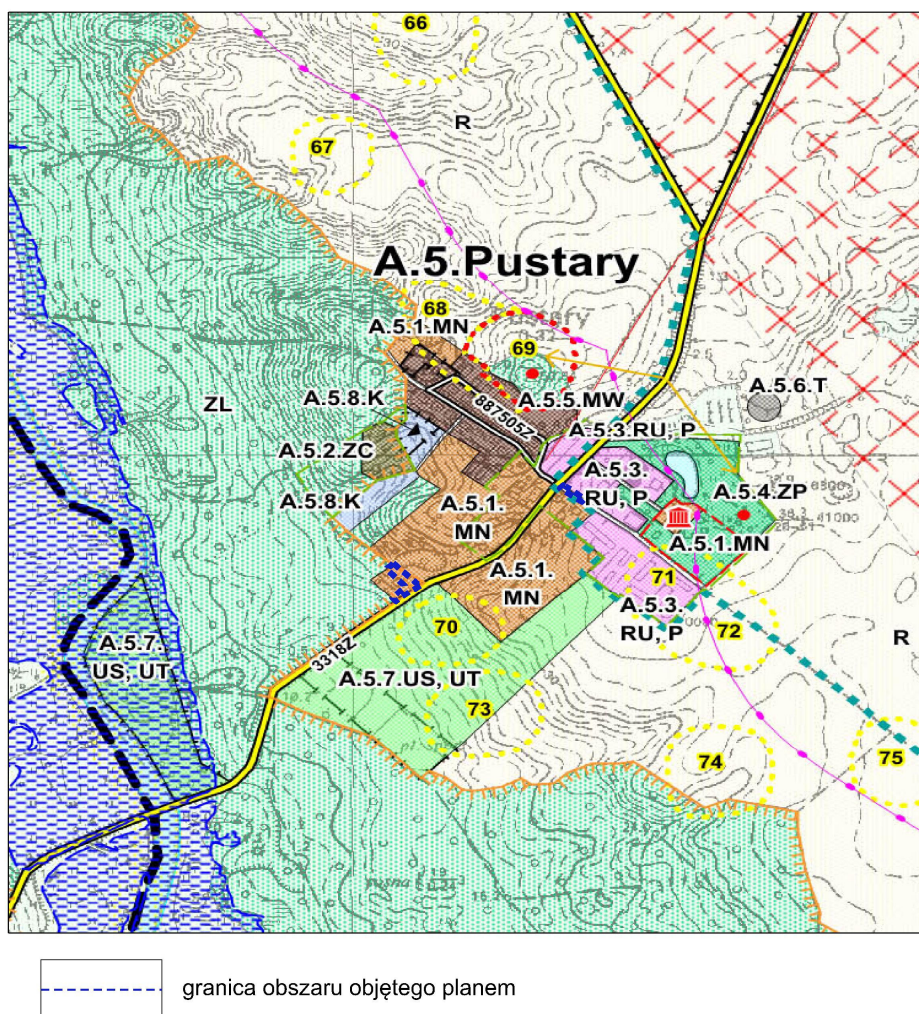 66
R
67
A.5.Pustary
68
A.5.1.MN
69
A.5.6.T
ZL
A.5.8.K
887505Z
A.5.5.MW
A.5.3.RU, P
A.5.2.ZC
A.5.3.
RU, P
A.5.8.K
A.5.1.
MN
A.5.4.ZP
A.5.1.MN
A.5.1.
MN
71
A.5.3.
RU, P
70
72
R
A.5.7.
US, UT
3318Z
A.5.7.US, UT
73
74
75
granica obszaru objętego planem